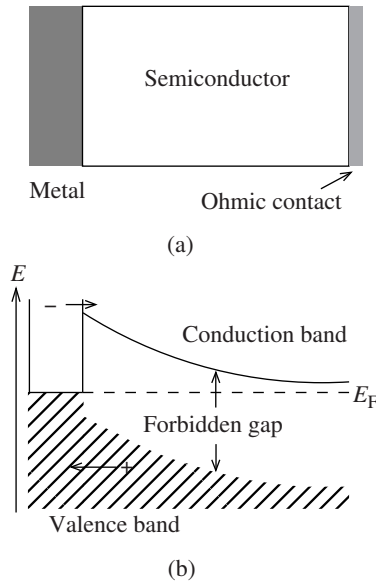 Semiconductor
Metal
Ohmic contact
(a)
E
–
Conduction band
E_F
Forbidden gap
+
Valence band
(b)